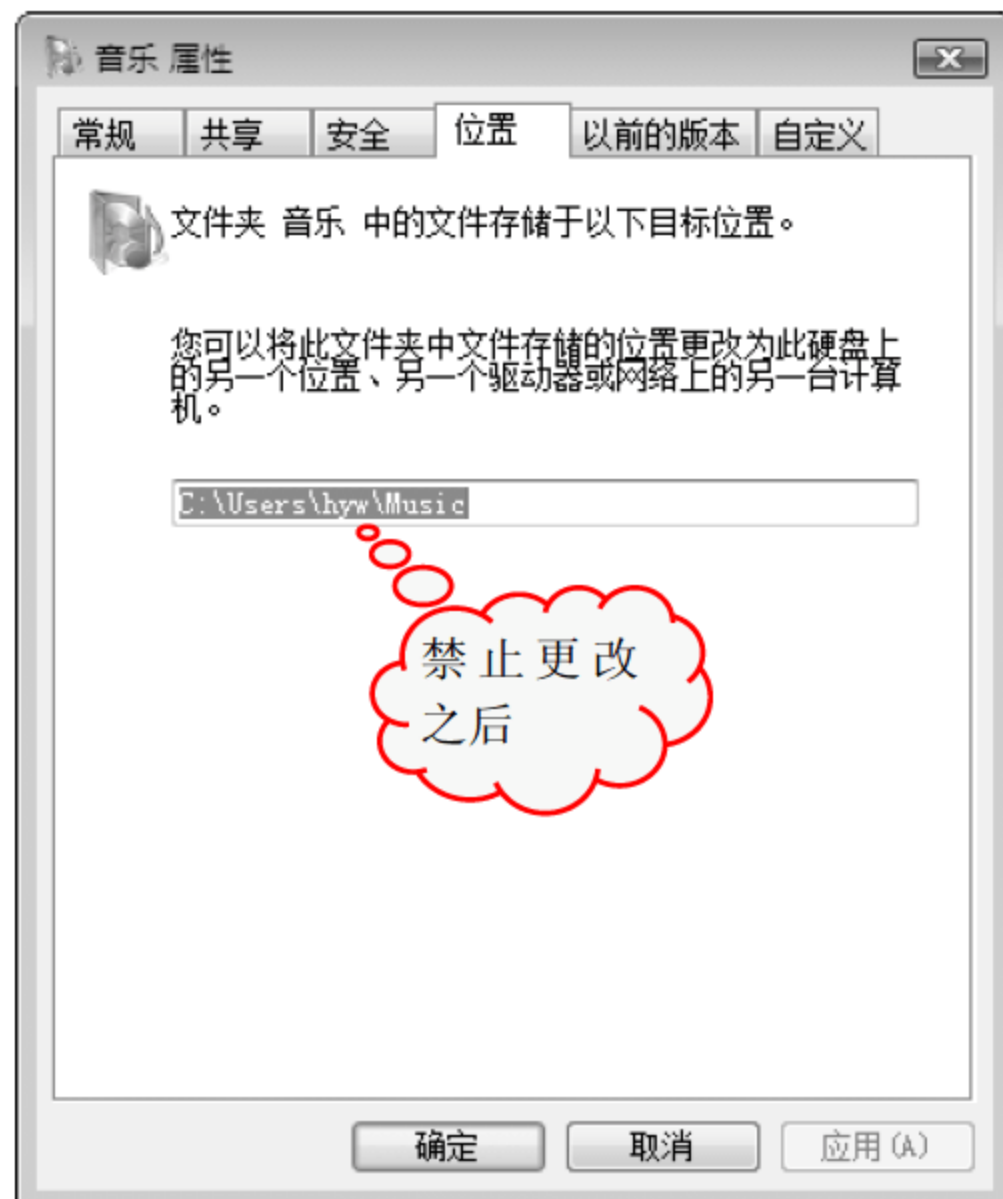 音乐 属性
常规 共享 安全 位置 以前的版本 自定义
文件夹 音乐 中的文件存储于以下目标位置。
您可以将此文件夹中文件存储的位置更改为此硬盘上
的另一个位置、另一个驱动器或网络上的另一台计算
机。
C:\Users\hyw\Music
禁止更改
之后
确定 取消 应用(A)